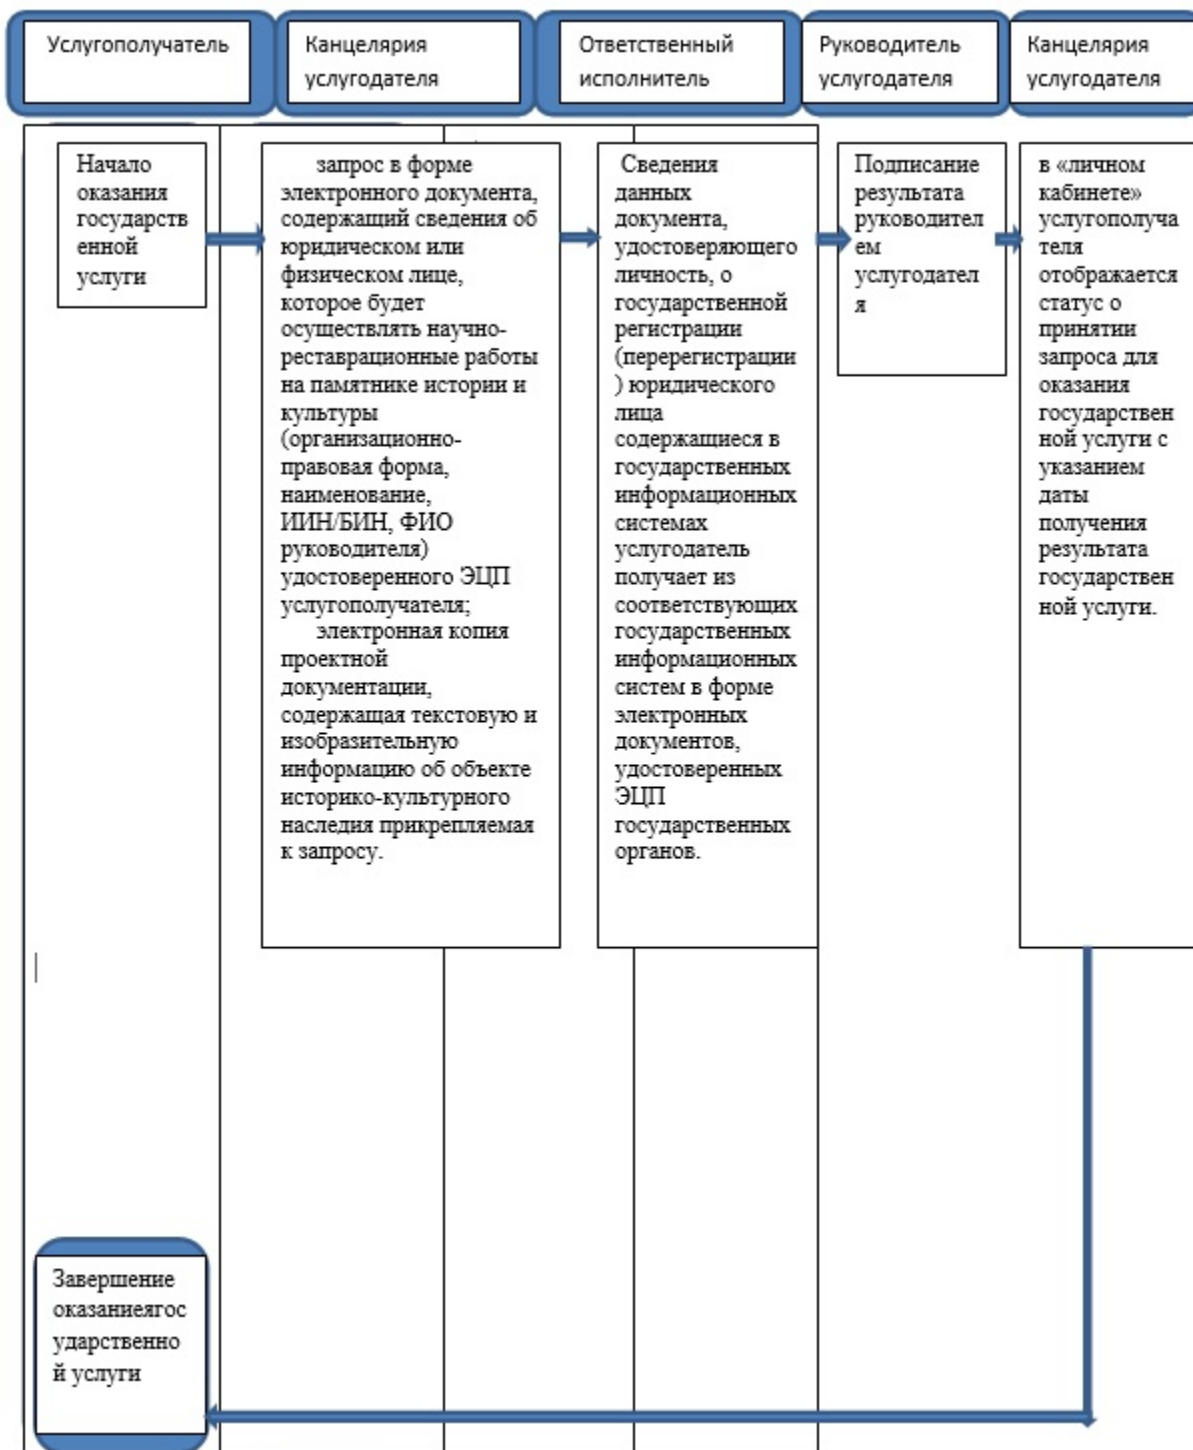 Услугополучатель
Канцелярия
услугодателя
Ответственный
исполнитель
Руководитель
услугодателя
Канцелярия
услугодателя
Начало
оказания
государств
енной
услуги
запрос в форме
электронного документа,
содержащий сведения об
юридическом или
физическом лице,
которое будет
осуществлять научно-
реставрационные работы
на памятнике истории и
культуры
(организационно-
правовая форма,
наименование,
ИИН/БИН, ФИО
руководителя)
удостоверенного ЭЦП
услугополучателя;
электронная копия
проектной
документации,
содержащая текстовую и
изобразительную
информацию об объекте
историко-культурного
наследия прикрепляемая
к запросу.
Сведения
данных
документа,
удостоверяющего
личность, о
государственной
регистрации
(перерегистрации
) юридического
лица
содержащиеся в
государственных
информационных
системах
услугодатель
получает из
соответствующих
государственных
информационных
систем в форме
электронных
документов,
удостоверенных
ЭЦП
государственных
органов.
Подписание
результата
руководител
ем
услугодател
я
в «личном
кабинете»
услугополуча
теля
отображается
статус о
принятии
запроса для
оказания
государствен
ной услуги с
указанием
даты
получения
результата
государствен
ной услуги.
Завершение
оказаниеягос
ударственно
й услуги